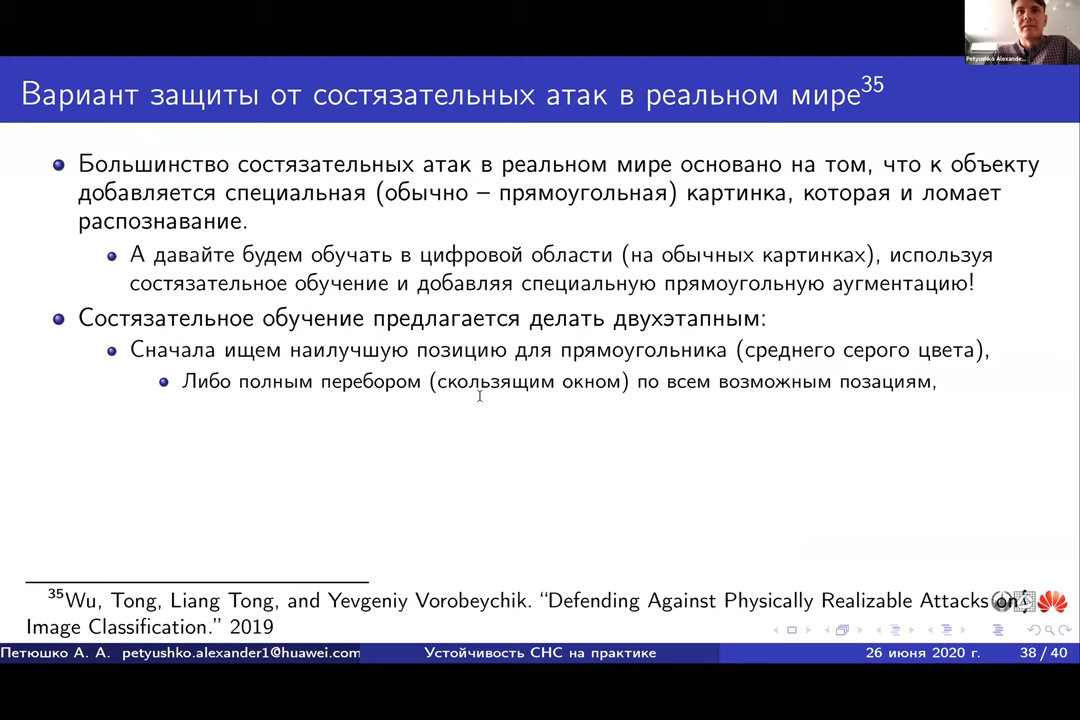 Petyushko Alexande...
Вариант защиты от состязательных атак в реальном мире35
Большинство состязательных атак в реальном мире основано на том, что к объекту
добавляется специальная (обычно – прямоугольная) картинка, которая и ломает
распознавание.
А давайте будем обучать в цифровой области (на обычных картинках), используя
состязательное обучение и добавляя специальную прямоугольную аугментацию!
Состязательное обучение предлагается делать двухэтапным:
Сначала ищем наилучшую позицию для прямоугольника (среднего серого цвета),
Либо полным перебором (скользящим окном) по всем возможным позациям,
35Wu, Tong, Liang Tong, and Yevgeniy Vorobeychik. “Defending Against Physically Realizable Attacks on
Image Classification.” 2019
Петюшко А. А. petyushko.alexander1@huawei.com Устойчивость СНС на практике 26 июня 2020 г. 38 / 40